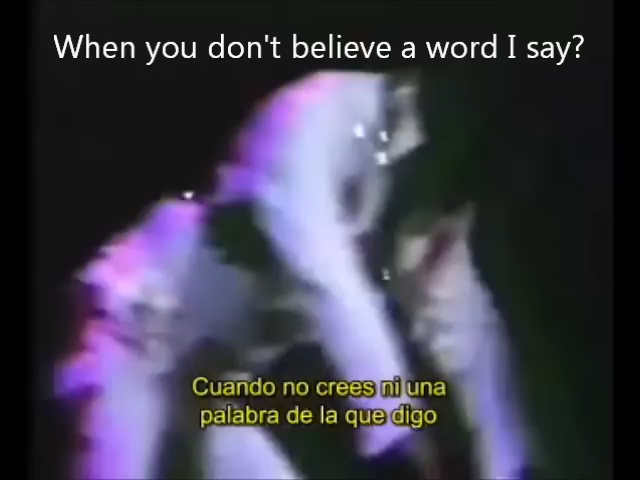 When you don't believe a word I say?
Cuando no crees ni una
palabra de la que digo